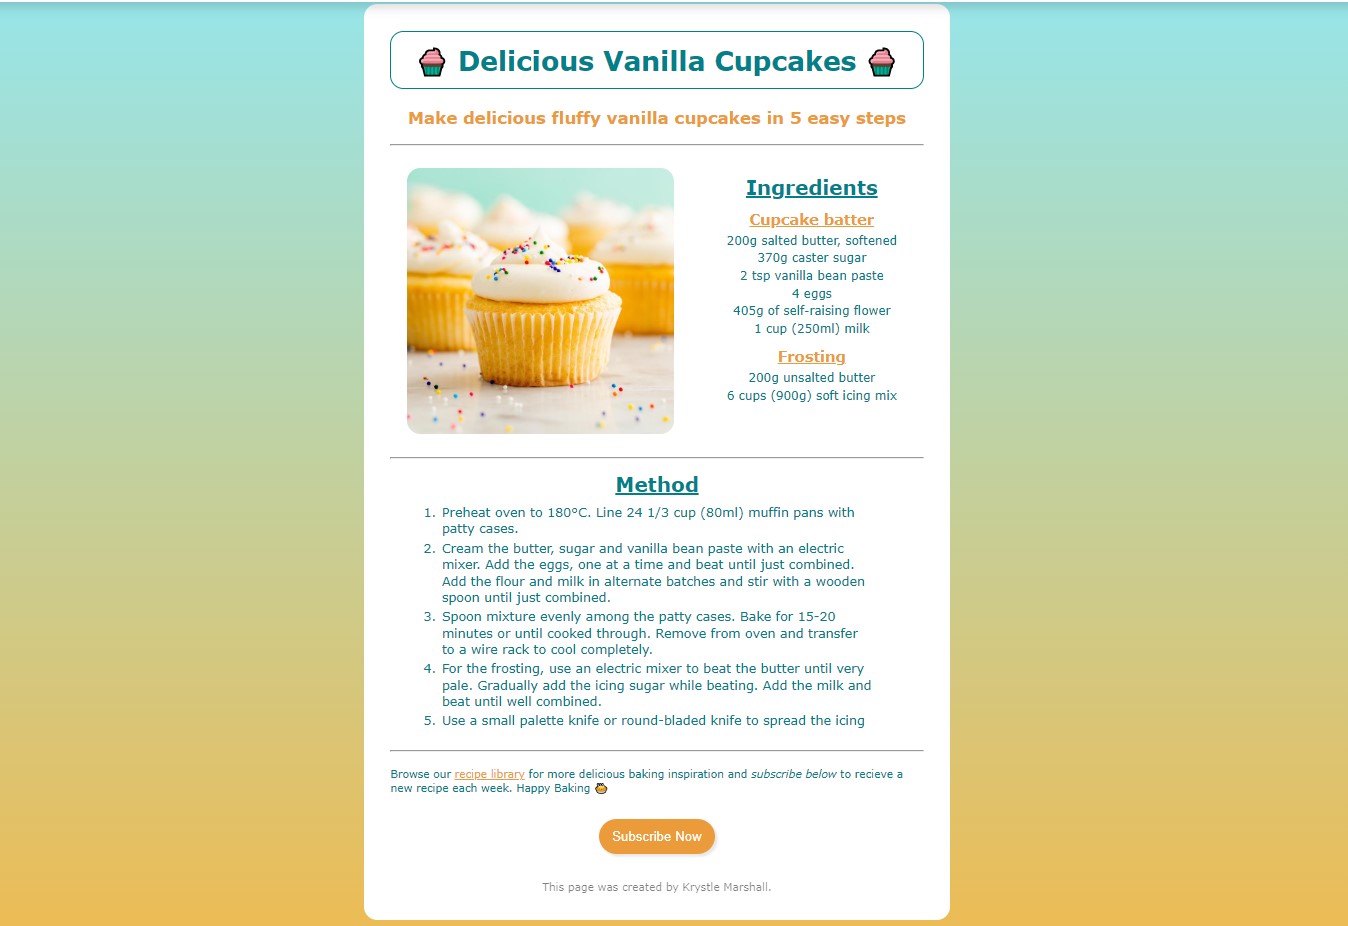 Delicious Vanilla Cupcakes
Make delicious fluffy vanilla cupcakes in 5 easy steps
Ingredients
Cupcake batter
200g salted butter, softened
370g caster sugar
2 tsp vanilla bean paste
4 eggs
405g of self-raising flower
1 cup (250ml) milk
Frosting
200g unsalted butter
6 cups (900g) soft icing mix
Method
1. Preheat oven to 180°C. Line 24 1/3 cup (80ml) muffin pans with
patty cases.
2. Cream the butter, sugar and vanilla bean paste with an electric
mixer. Add the eggs, one at a time and beat until just combined.
Add the flour and milk in alternate batches and stir with a wooden
spoon until just combined.
3. Spoon mixture evenly among the patty cases. Bake for 15-20
minutes or until cooked through. Remove from oven and transfer
to a wire rack to cool completely.
4. For the frosting, use an electric mixer to beat the butter until very
pale. Gradually add the icing sugar while beating. Add the milk and
beat until well combined.
5. Use a small palette knife or round-bladed knife to spread the icing
Browse our recipe library for more delicious baking inspiration and subscribe below to recieve a
new recipe each week. Happy Baking
Subscribe Now
This page was created by Krystle Marshall.